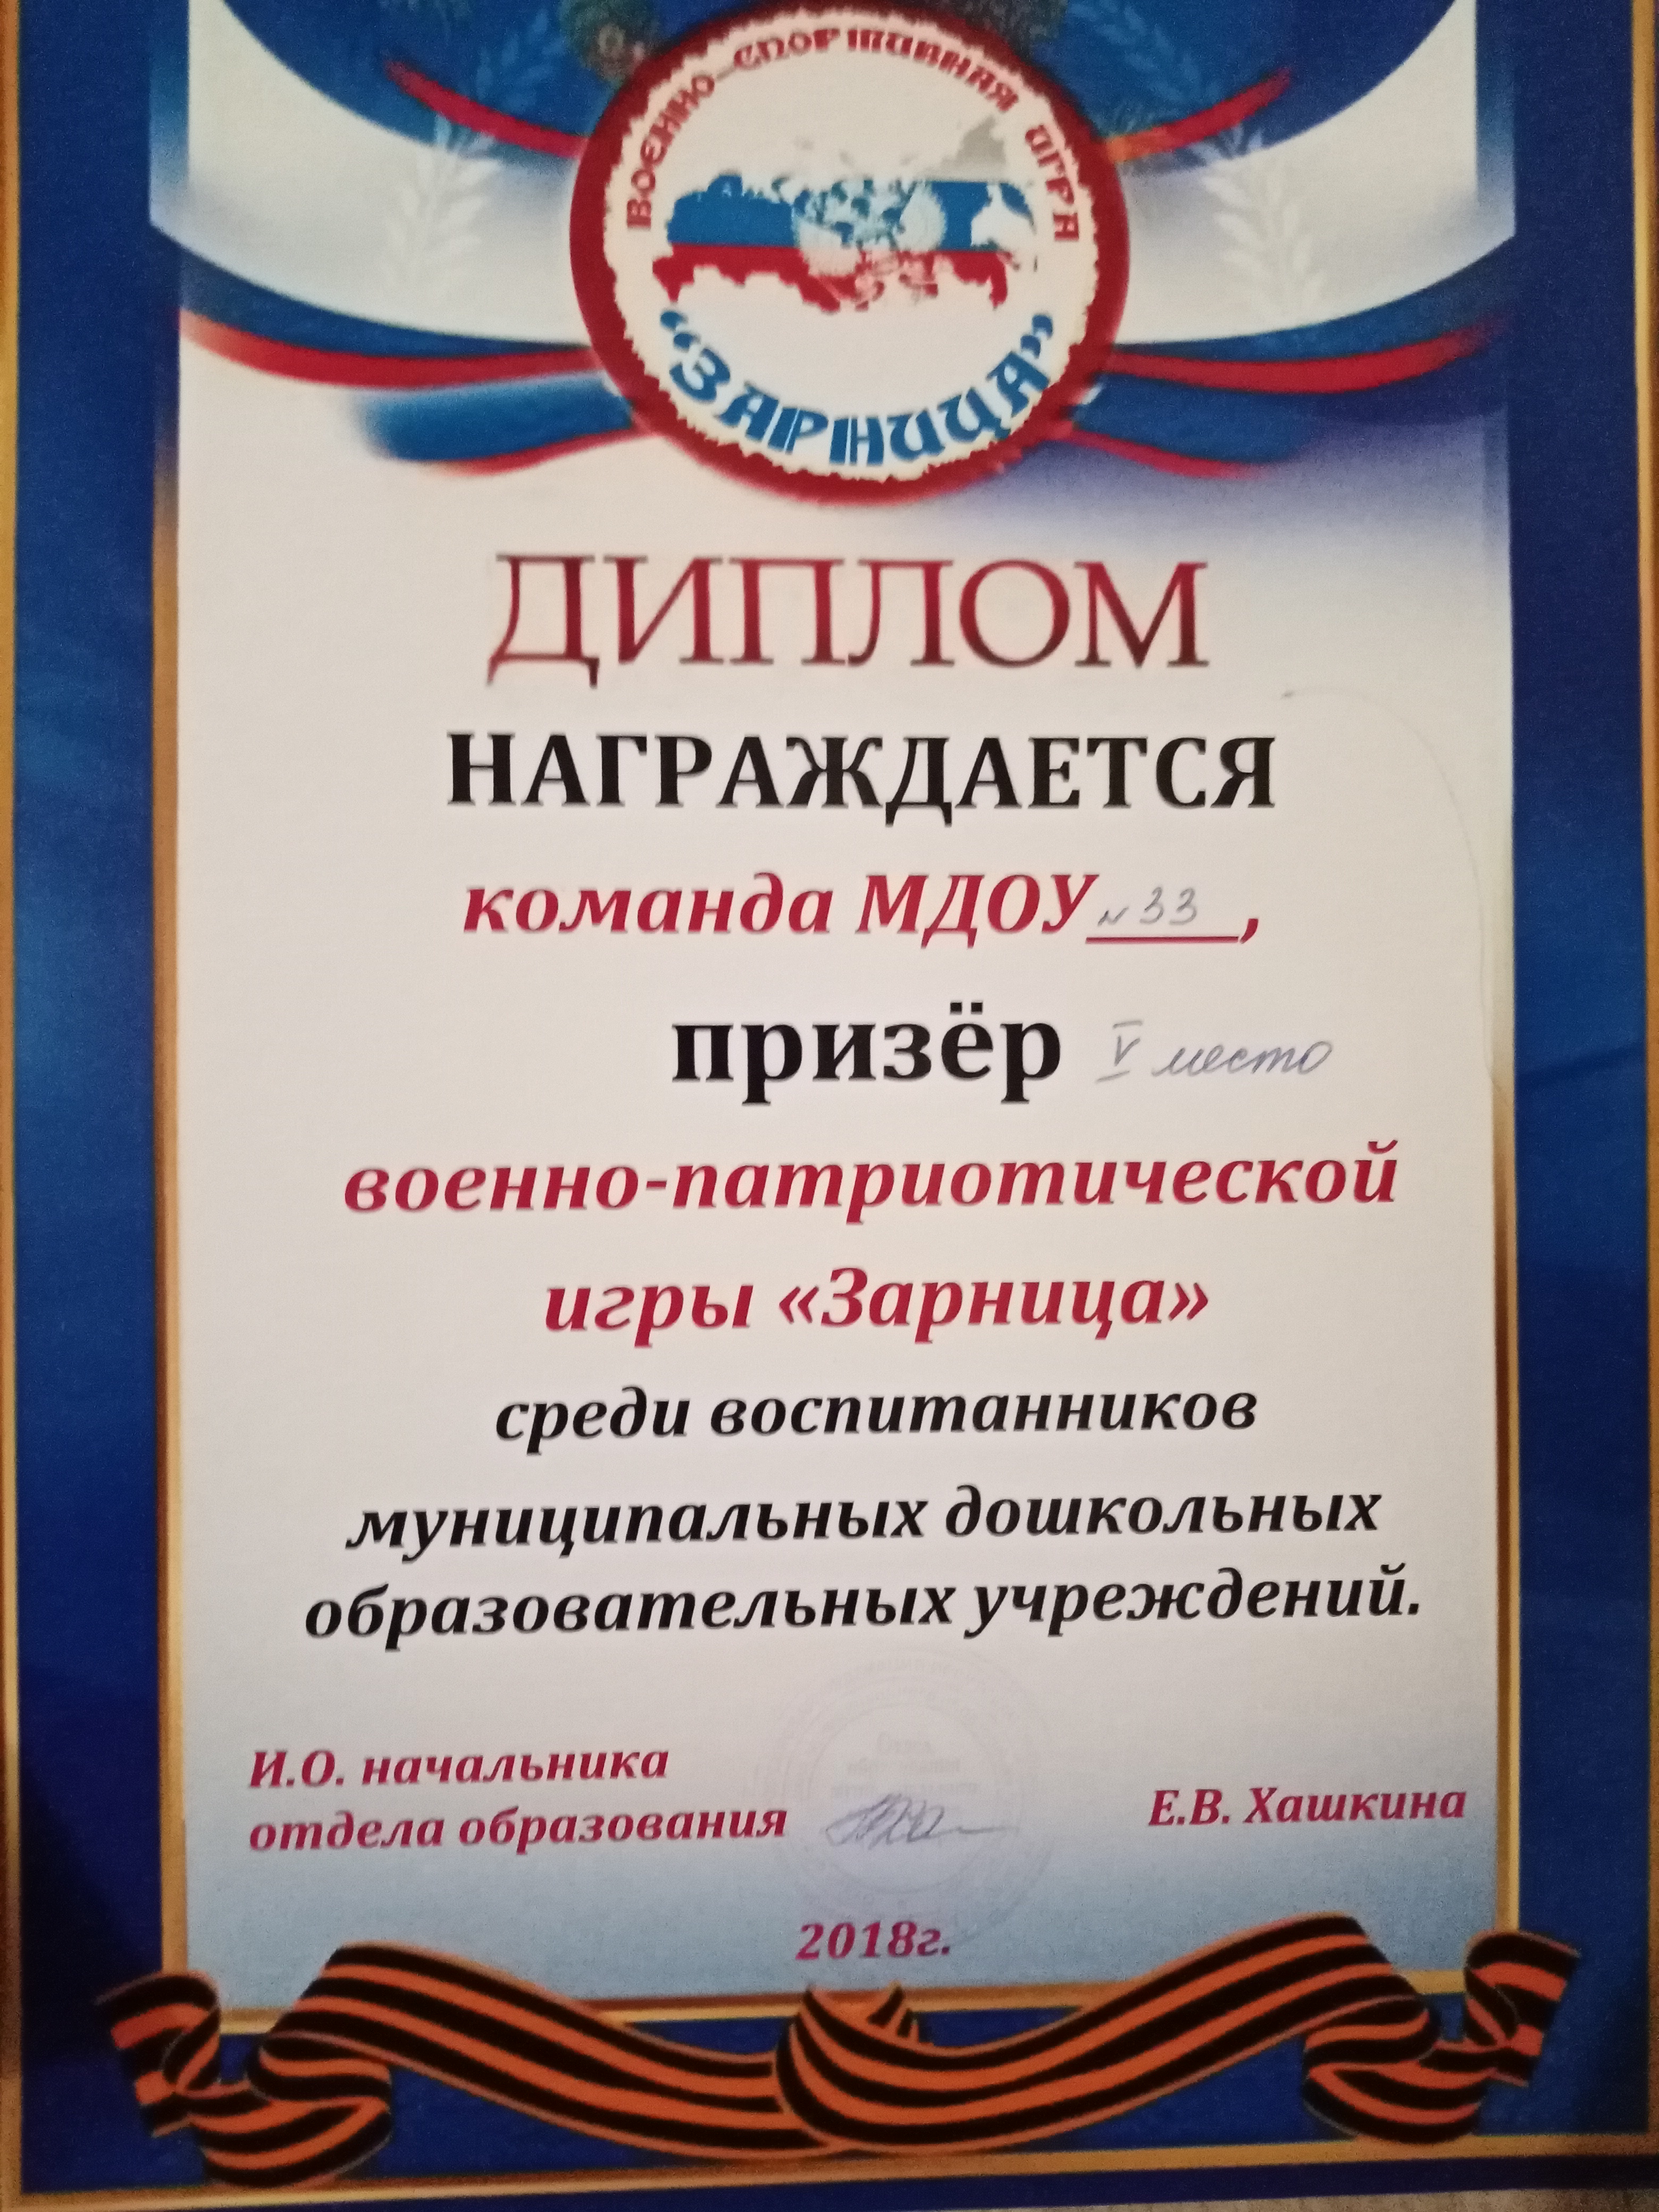 ВОЕННО-СПОРТИВНАЯ ИГРА
"ЗАРНИЦА"
ДИПЛОМ
НАГРАЖДАЕТСЯ
команда МДОУ №33,
призёр V место
военно-патриотической
игры «Зарница»
среди воспитанников
муниципальных дошкольных
образовательных учреждений.
И.О. начальника
отдела образования
Е.В. Хашкина
2018г.